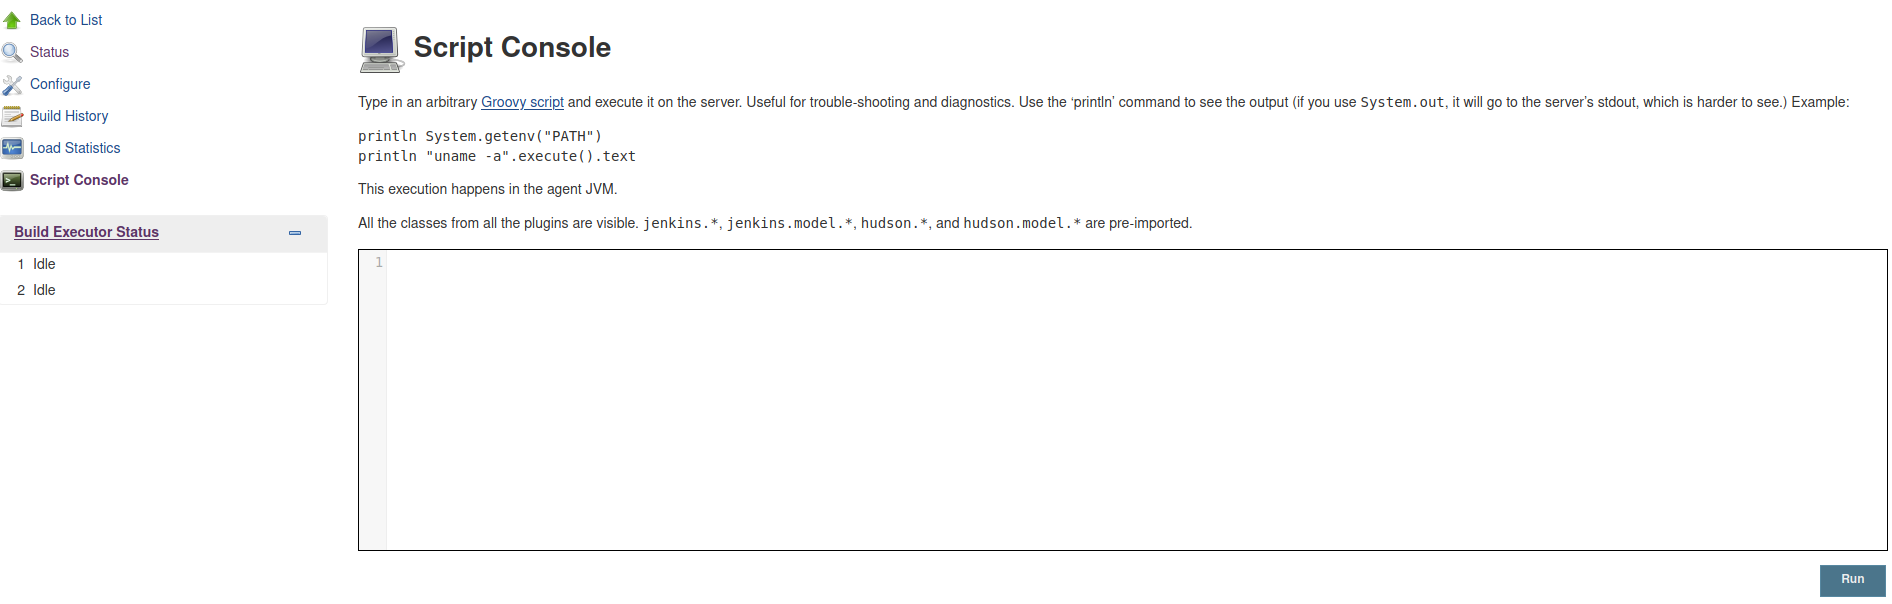 Back to List
Status
Configure
Build History
Load Statistics
Script Console
Build Executor Status
1 Idle
2 Idle
Script Console
Type in an arbitrary Groovy script and execute it on the server. Useful for trouble-shooting and diagnostics. Use the ‘println’ command to see the output (if you use System.out, it will go to the server’s stdout, which is harder to see.) Example:
println System.getenv("PATH")
println "uname -a".execute().text
This execution happens in the agent JVM.
All the classes from all the plugins are visible. jenkins.*, jenkins.model.*, hudson.*, and hudson.model.* are pre-imported.
1
Run